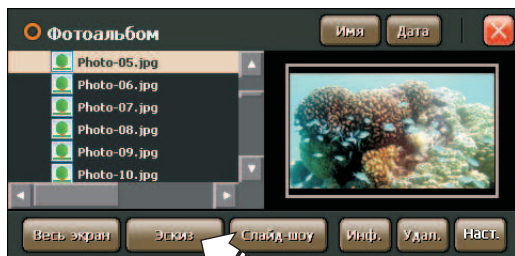 Фотоальбом Имя Дата
Photo-05.jpg
Photo-06.jpg
Photo-07.jpg
Photo-08.jpg
Photo-09.jpg
Photo-10.jpg
Весь экран Эскиз Слайд-шоу Инф. Удал. Наст.